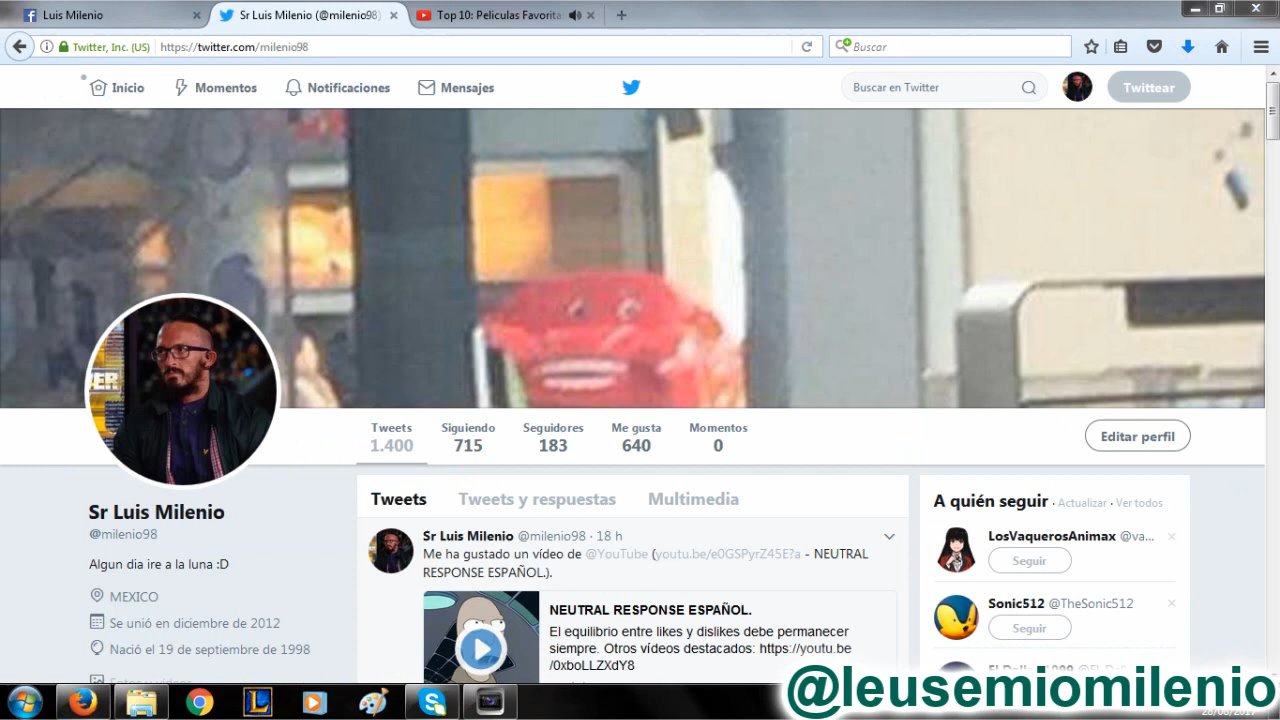 Luis Milenio
Sr Luis Milenio (@milenio98)
Top 10: Peliculas Favorita
Twitter, Inc. (US)
https://twitter.com/milenio98
Buscar
Inicio
Momentos
Notificaciones
Mensajes
Buscar en Twitter
Twittear
Tweets
1.400
Siguiendo
715
Seguidores
183
Me gusta
640
Momentos
0
Editar perfil
Sr Luis Milenio
@milenio98
Algun dia ire a la luna :D
MEXICO
Se unió en diciembre de 2012
Nació el 19 de septiembre de 1998
Tweets
Tweets y respuestas
Multimedia
Sr Luis Milenio @milenio98 · 18 h
Me ha gustado un vídeo de @YouTube (youtu.be/e0GSPyrZ45E?a - NEUTRAL
RESPONSE ESPAÑOL.).
NEUTRAL RESPONSE ESPAÑOL.
El equilibrio entre likes y dislikes debe permanecer
siempre. Otros vídeos destacados: https://youtu.be
/0xboLLZXdY8
A quién seguir · Actualizar · Ver todos
LosVaquerosAnimax @va...
Seguir
Sonic512 @TheSonic512
Seguir
@leusemiomilenio